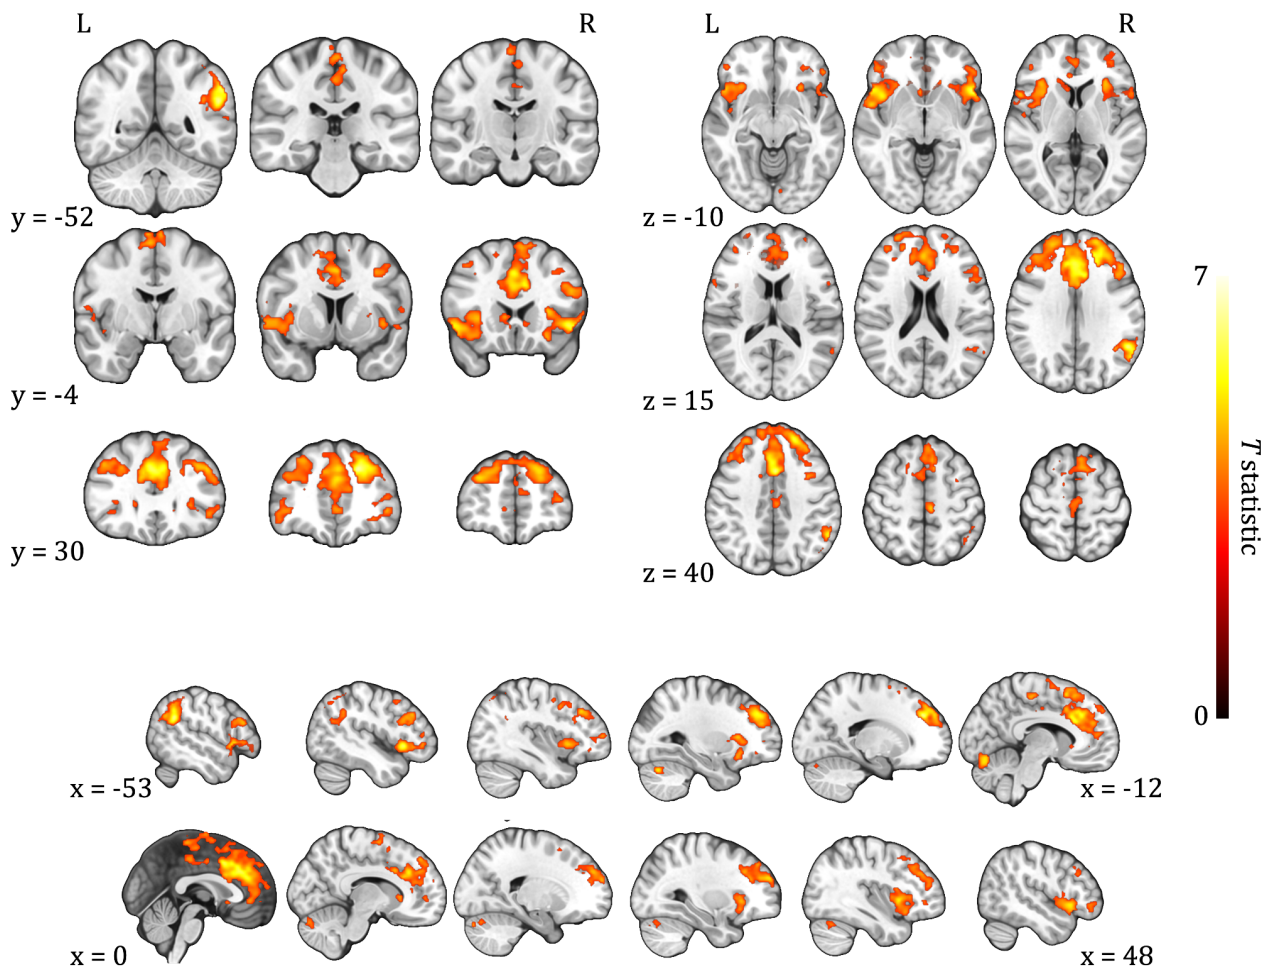 L
R
L
R
y = -52
z = -10
y = -4
z = 15
7
T statistic
y = 30
z = 40
0
x = -53
x = -12
x = 0
x = 48